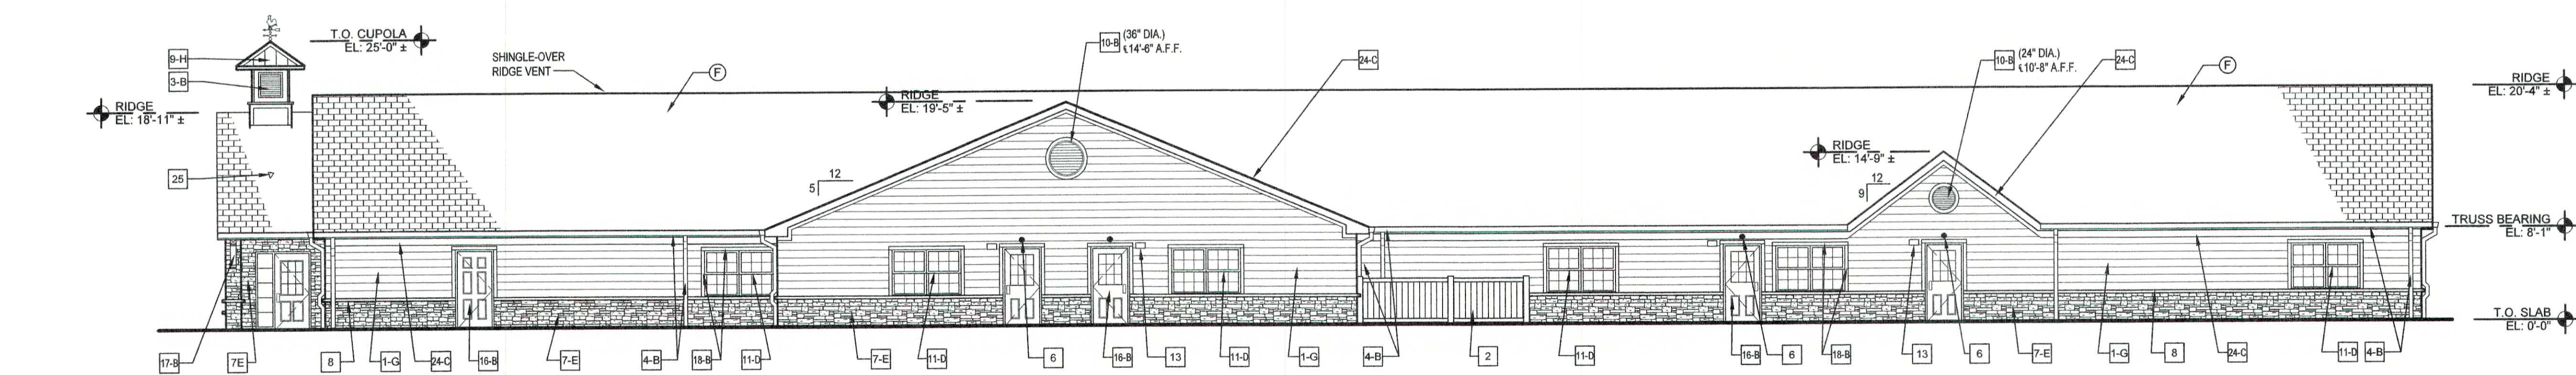 T.O. CUPOLA
EL: 25'-0" ±
9-H
3-B
SHINGLE-OVER
RIDGE VENT
F
10-B
(36" DIA.)
℄14'-6" A.F.F.
24-C
10-B
(24" DIA.)
℄10'-8" A.F.F.
24-C
F
RIDGE
EL: 20'-4" ±
RIDGE
EL: 18'-11" ±
RIDGE
EL: 19'-5" ±
RIDGE
EL: 14'-9" ±
25
12
5
12
9
TRUSS BEARING
EL: 8'-1"
T.O. SLAB
EL: 0'-0"
17-B
7E
8
1-G
24-C
16-B
7-E
4-B
18-B
11-D
7-E
11-D
6
16-B
13
11-D
1-G
4-B
2
11-D
16-B
6
18-B
13
6
7-E
1-G
8
24-C
11-D
4-B